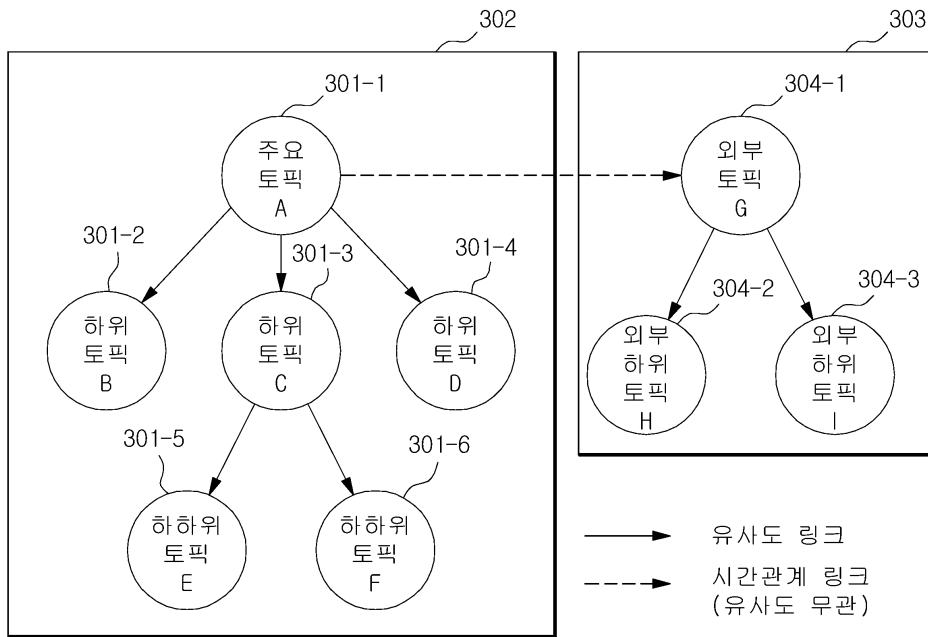 302
303
301-1
304-1
주요
토픽
A
외부
토픽
G
301-2
301-3
301-4
304-2
304-3
하위
토픽
B
하위
토픽
C
하위
토픽
D
외부
하위
토픽
H
외부
하위
토픽
I
301-5
301-6
하하위
토픽
E
하하위
토픽
F
유사도 링크
시간관계 링크
(유사도 무관)